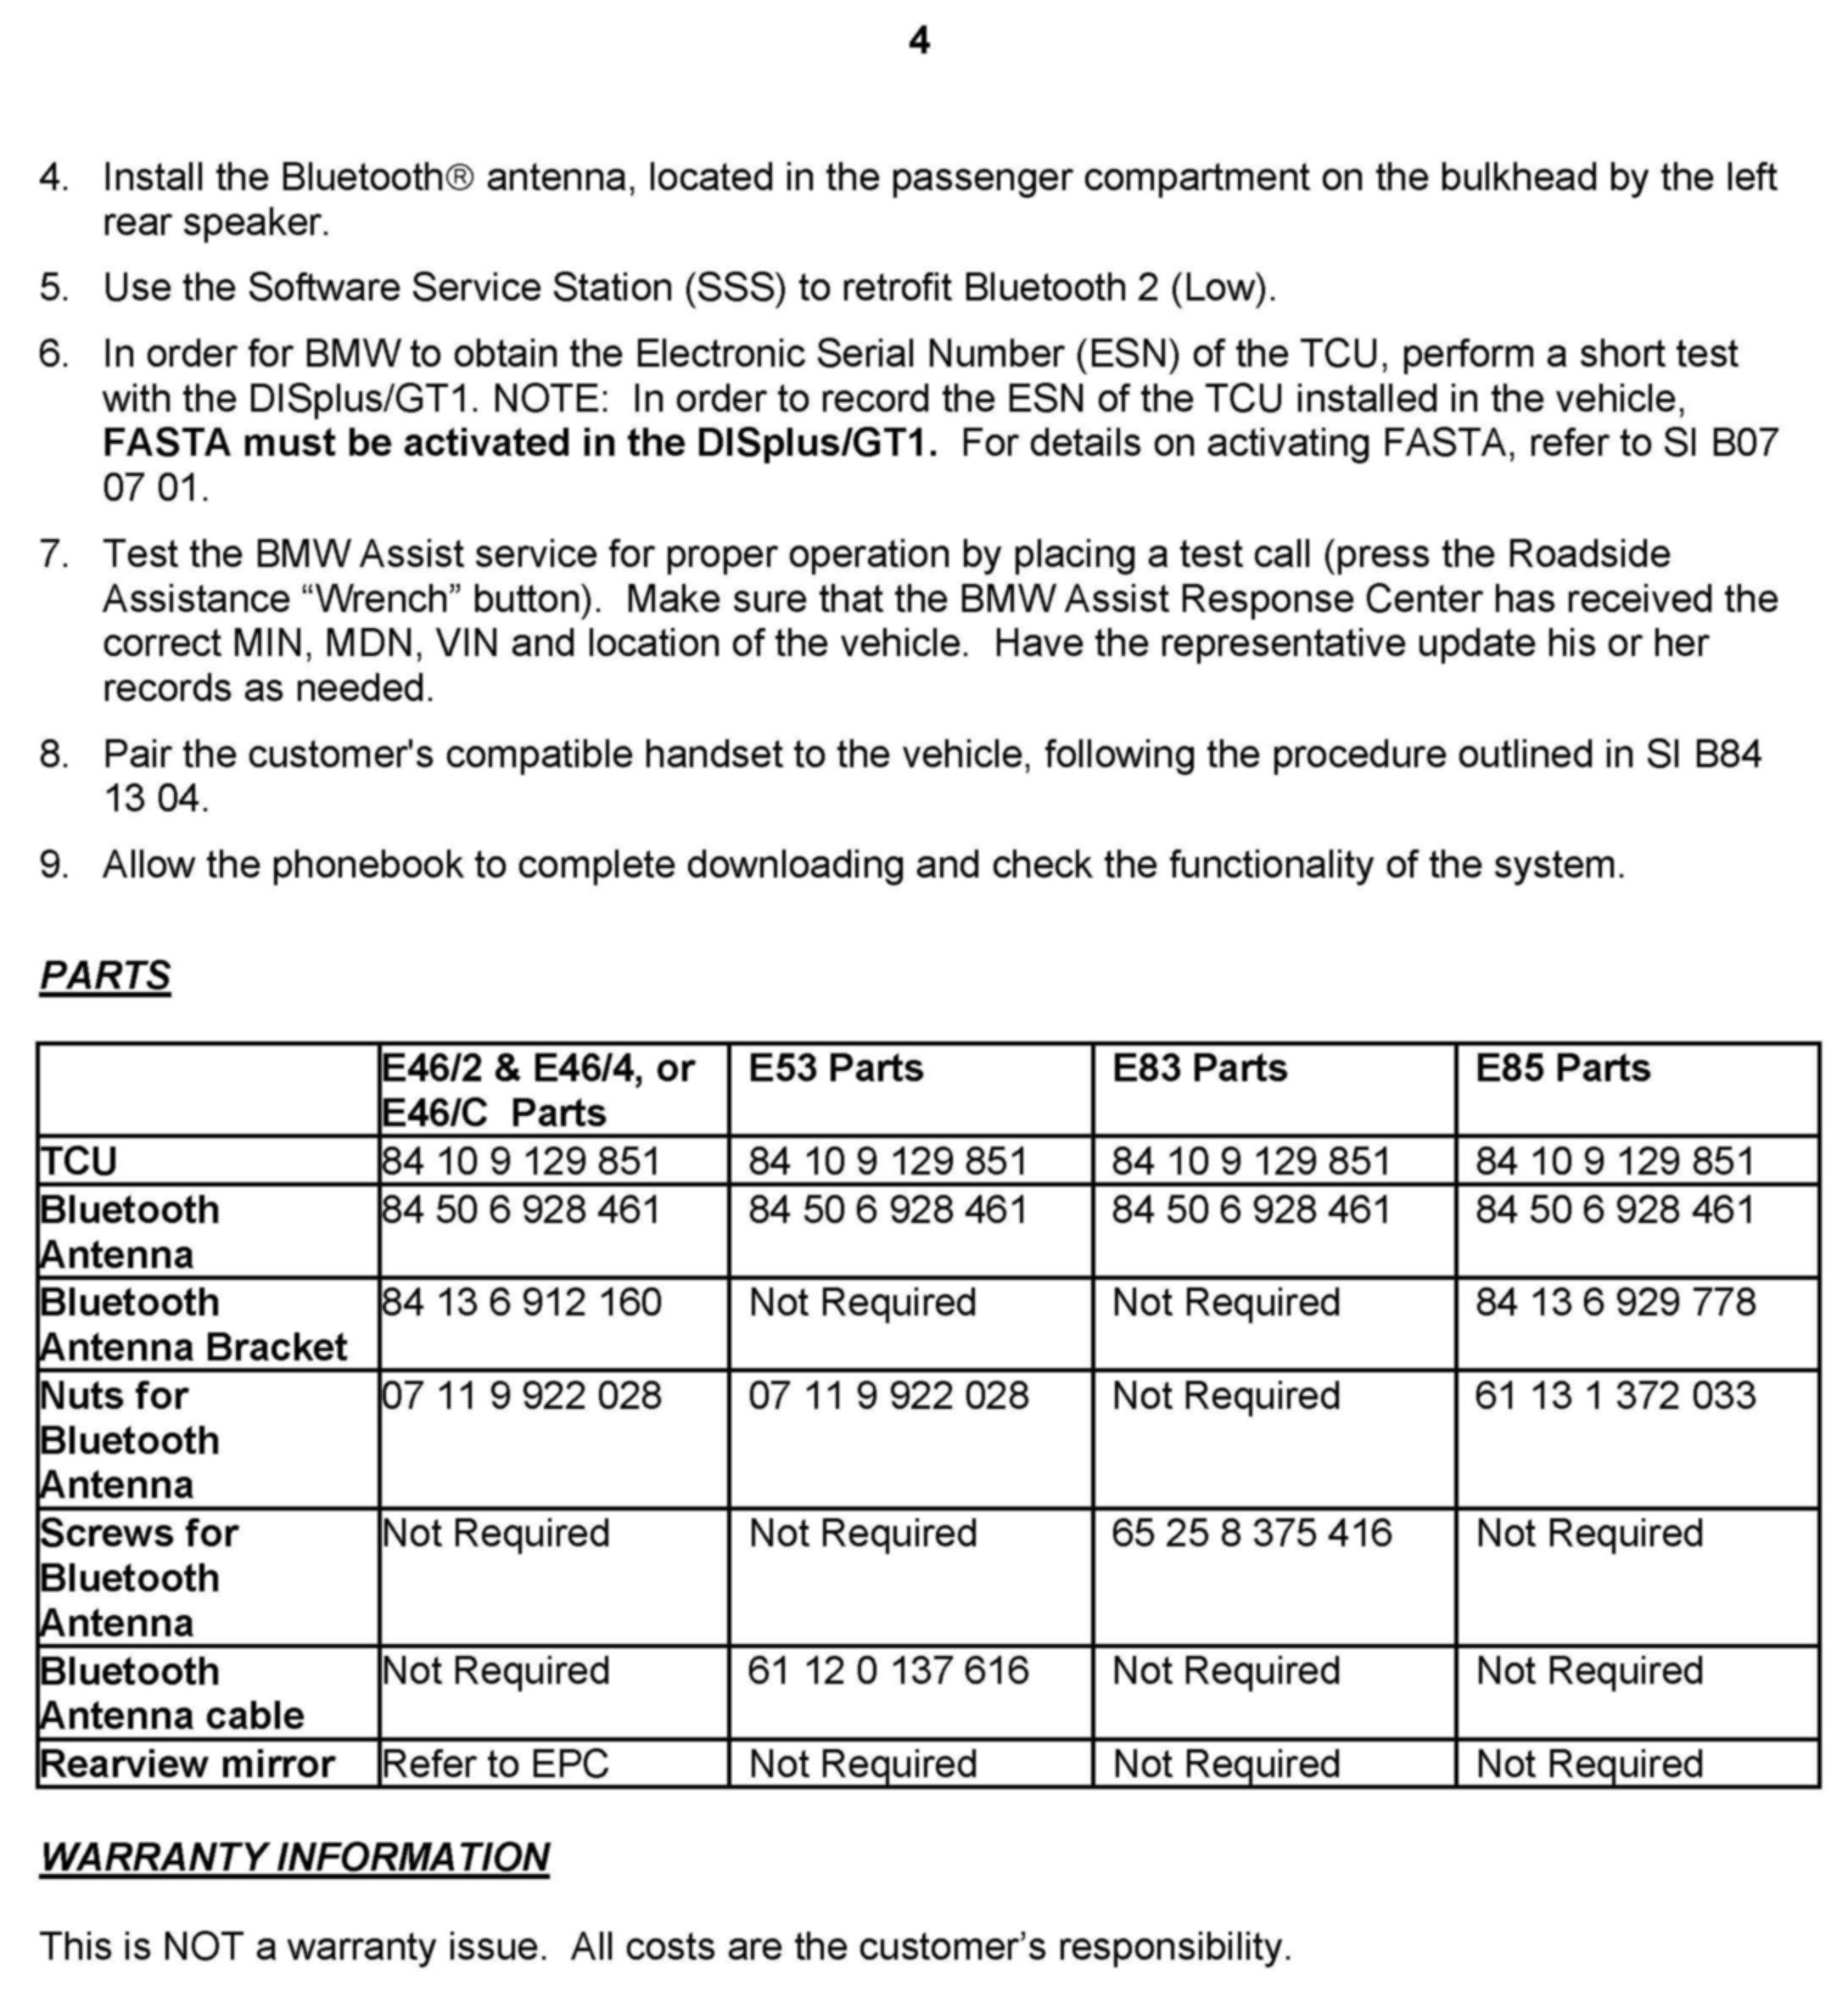 4
4. Install the Bluetooth® antenna, located in the passenger compartment on the bulkhead by the left
rear speaker.
5. Use the Software Service Station (SSS) to retrofit Bluetooth 2 (Low).
6. In order for BMW to obtain the Electronic Serial Number (ESN) of the TCU, perform a short test
with the DISplus/GT1. NOTE:  In order to record the ESN of the TCU installed in the vehicle,
FASTA must be activated in the DISplus/GT1.  For details on activating FASTA, refer to SI B07
07 01.
7. Test the BMW Assist service for proper operation by placing a test call (press the Roadside
Assistance “Wrench” button).  Make sure that the BMW Assist Response Center has received the
correct MIN, MDN, VIN and location of the vehicle.  Have the representative update his or her
records as needed.
8. Pair the customer's compatible handset to the vehicle, following the procedure outlined in SI B84
13 04.
9. Allow the phonebook to complete downloading and check the functionality of the system.
PARTS
E46/2 & E46/4, or E53 Parts E83 Parts E85 Parts
E46/C  Parts
TCU 84 10 9 129 851 84 10 9 129 851 84 10 9 129 851 84 10 9 129 851
Bluetooth 84 50 6 928 461 84 50 6 928 461 84 50 6 928 461 84 50 6 928 461
Antenna
Bluetooth 84 13 6 912 160 Not Required Not Required 84 13 6 929 778
Antenna Bracket
Nuts for 07 11 9 922 028 07 11 9 922 028 Not Required 61 13 1 372 033
Bluetooth
Antenna
Screws for Not Required Not Required 65 25 8 375 416 Not Required
Bluetooth
Antenna
Bluetooth Not Required 61 12 0 137 616 Not Required Not Required
Antenna cable
Rearview mirror Refer to EPC Not Required Not Required Not Required
WARRANTY INFORMATION
This is NOT a warranty issue.  All costs are the customer’s responsibility.